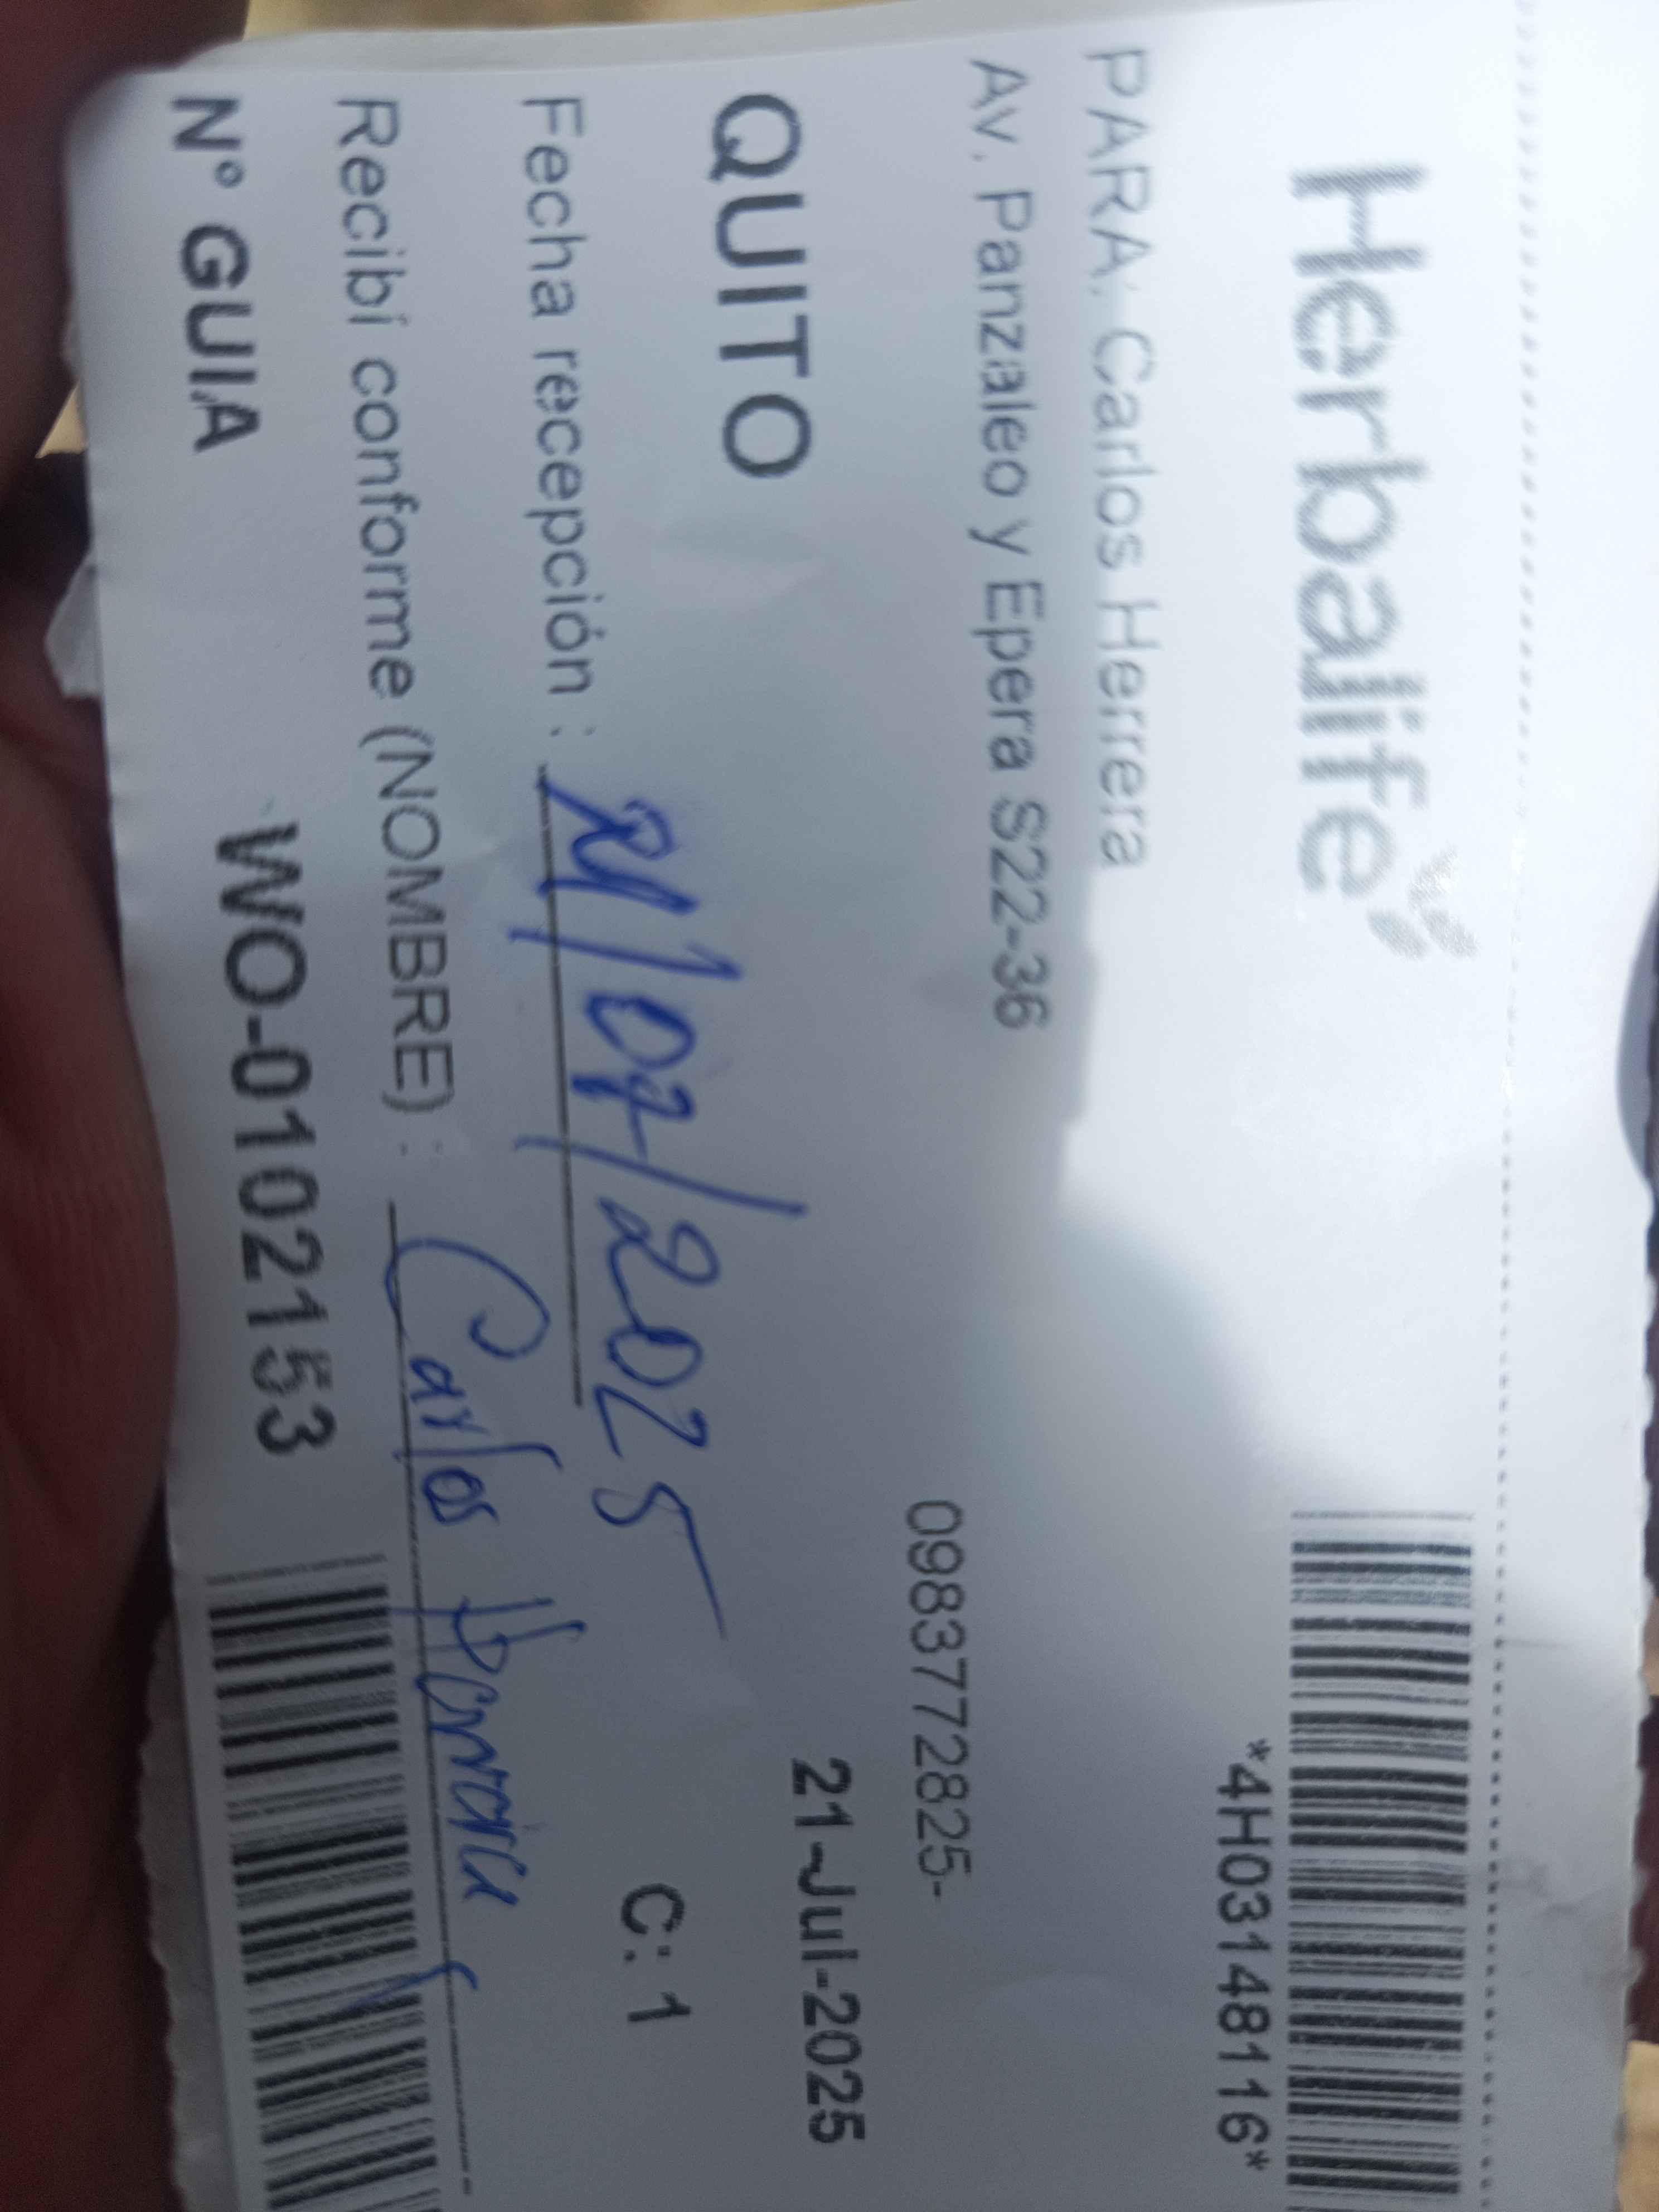 Herbalife
*4H03148116*
PARA: Carlos Herrera
Av. Panzaleo y Epera S22-36
0983772825-
QUITO
21-Jul-2025
Fecha recepción : 21/07/2025
C: 1
Recibí conforme (NOMBRE) : Carlos Herrera
N° GUIA WO-0102153